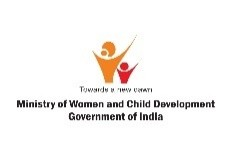 Towards a new dawn
Ministry of Women and Child Development
Government of India